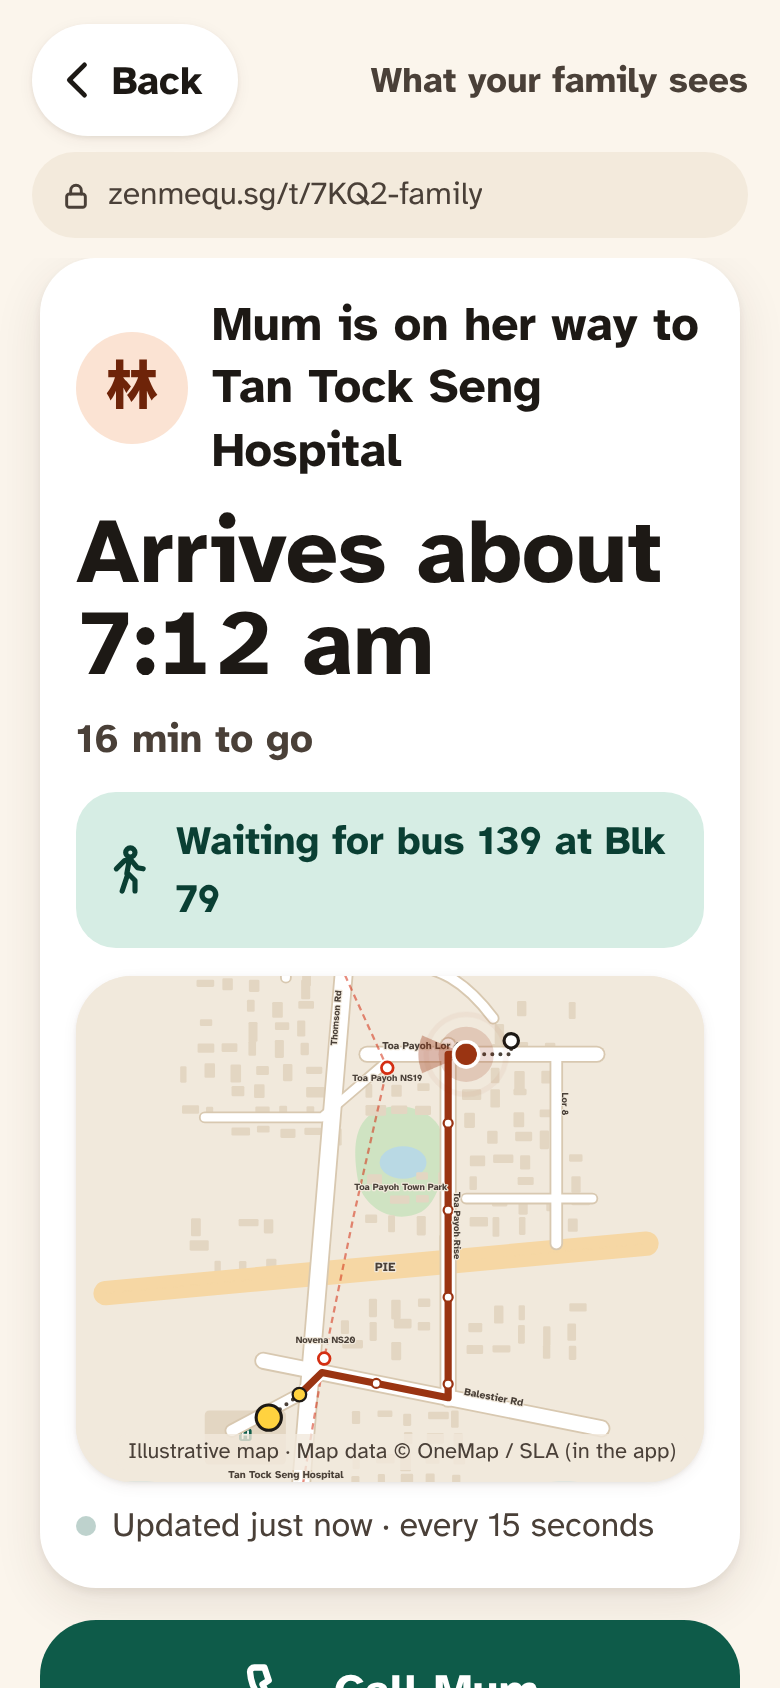 Back
What your family sees
zenmequ.sg/t/7KQ2-family
林
Mum is on her way to
Tan Tock Seng
Hospital
Arrives about
7:12 am
16 min to go
Waiting for bus 139 at Blk
79
Thomson Rd
Toa Payoh Lor
Toa Payoh NS19
Lor 8
Toa Payoh Town Park
Toa Payoh Rise
PIE
Novena NS20
Balestier Rd
H
Illustrative map · Map data © OneMap / SLA (in the app)
Tan Tock Seng Hospital
Updated just now · every 15 seconds
Call Mum